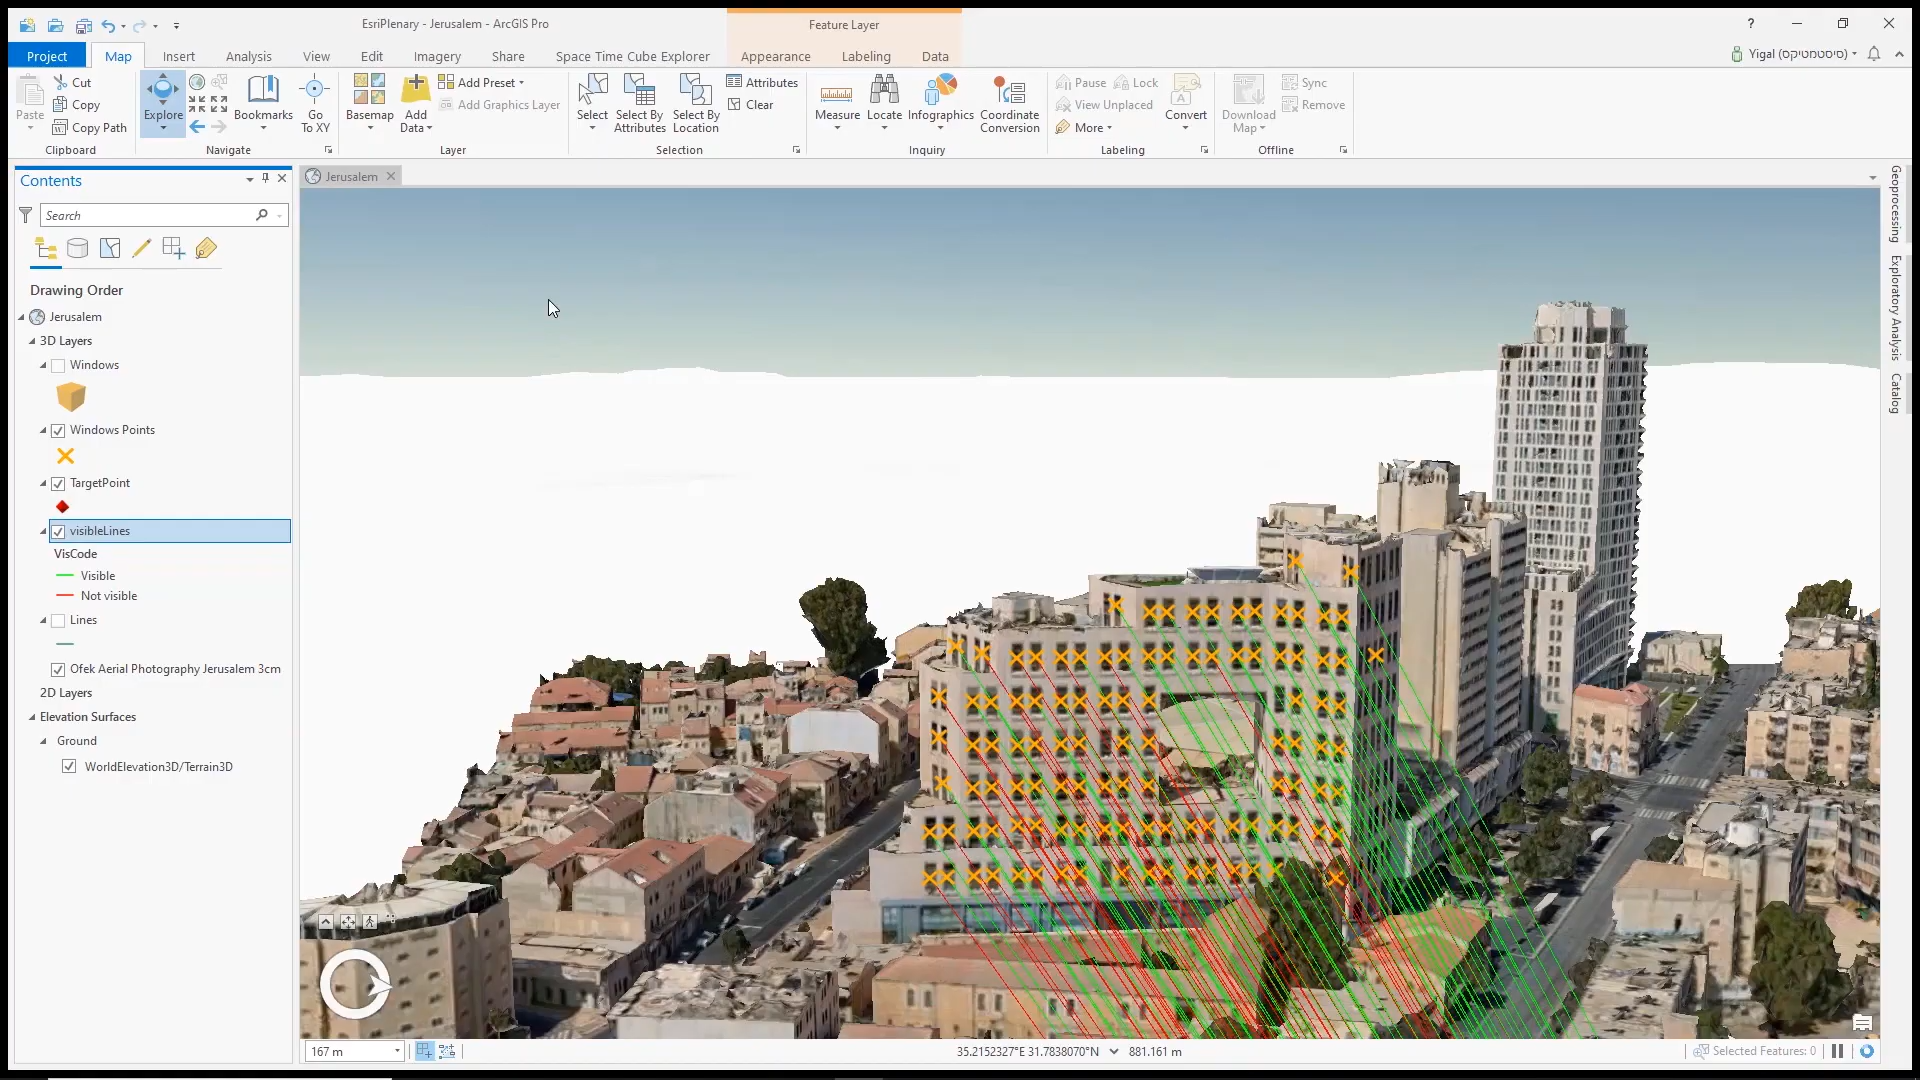 EsriPlenary - Jerusalem - ArcGIS Pro
Feature Layer
?
Project
Map
Insert
Analysis
View
Edit
Imagery
Share
Space Time Cube Explorer
Appearance
Labeling
Data
Yigal (סיסטמטיקס)
Paste
Cut
Copy
Copy Path
Clipboard
Explore
Bookmarks
Go
To XY
Navigate
Basemap
Add
Data
Add Preset
Add Graphics Layer
Layer
Select
Select By
Attributes
Select By
Location
Attributes
Clear
Selection
Measure
Locate
Infographics
Coordinate
Conversion
Inquiry
Pause
Lock
View Unplaced
More
Convert
Labeling
Download
Map
Sync
Remove
Offline
Contents
Search
Drawing Order
Jerusalem
3D Layers
Windows
Windows Points
TargetPoint
visibleLines
VisCode
Visible
Not visible
Lines
Ofek Aerial Photography Jerusalem 3cm
2D Layers
Elevation Surfaces
Ground
WorldElevation3D/Terrain3D
Jerusalem
Geoprocessing
Exploratory Analysis
Catalog
167 m
35.2152327°E 31.7838070°N
881.161 m
Selected Features: 0